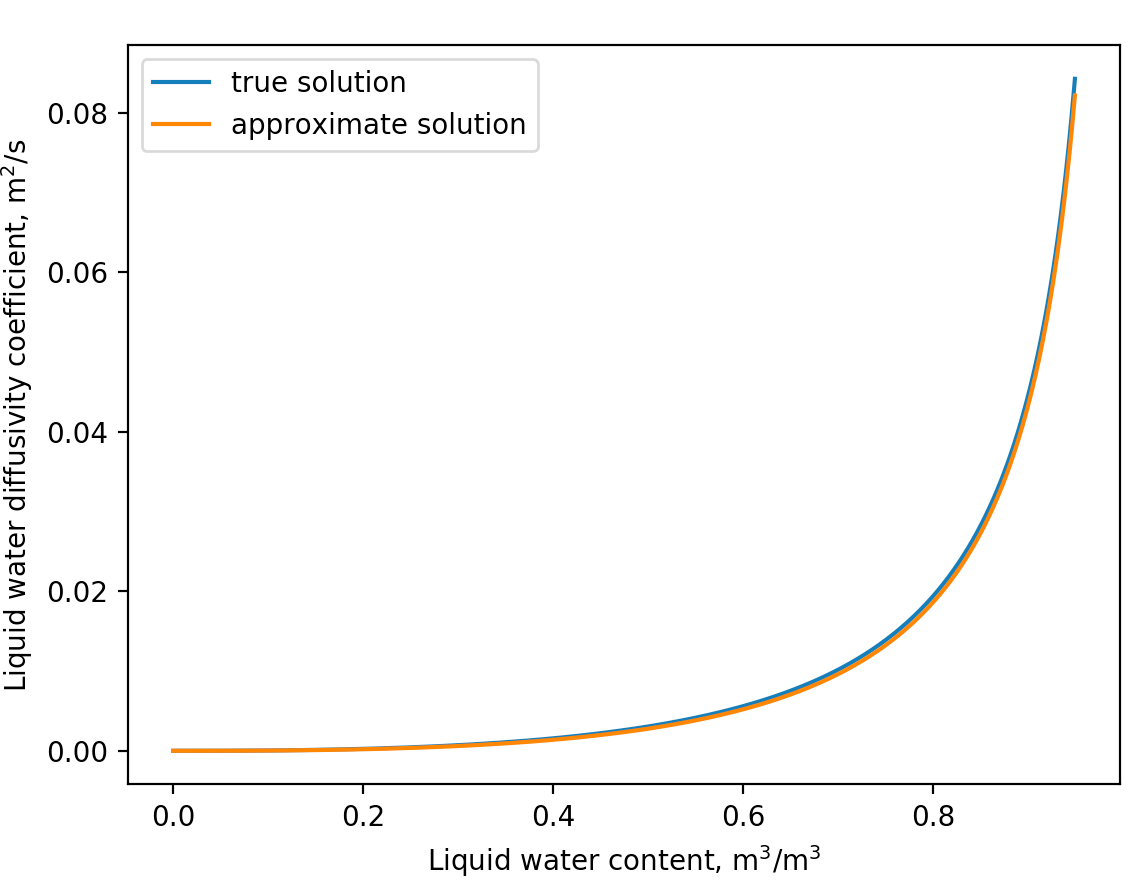 true solution
approximate solution
Liquid water diffusivity coefficient, m²/s
0.08
0.06
0.04
0.02
0.00
0.0 0.2 0.4 0.6 0.8
Liquid water content, m³/m³